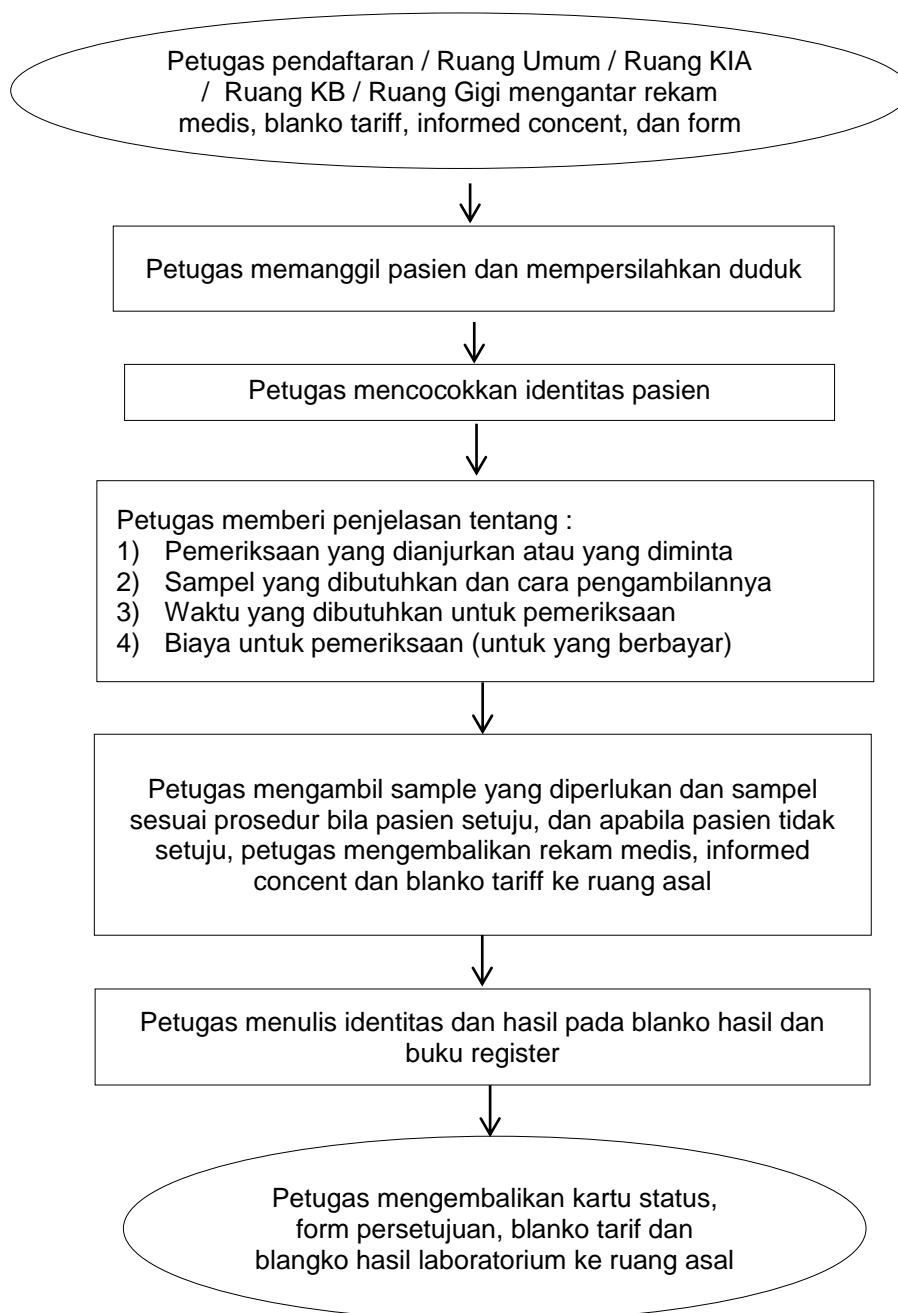 Petugas pendaftaran / Ruang Umum / Ruang KIA
/ Ruang KB / Ruang Gigi mengantar rekam
medis, blanko tariff, informed concent, dan form
Petugas memanggil pasien dan mempersilahkan duduk
Petugas mencocokkan identitas pasien
Petugas memberi penjelasan tentang :
1) Pemeriksaan yang dianjurkan atau yang diminta
2) Sampel yang dibutuhkan dan cara pengambilannya
3) Waktu yang dibutuhkan untuk pemeriksaan
4) Biaya untuk pemeriksaan (untuk yang berbayar)
Petugas mengambil sample yang diperlukan dan sampel
sesuai prosedur bila pasien setuju, dan apabila pasien tidak
setuju, petugas mengembalikan rekam medis, informed
concent dan blanko tariff ke ruang asal
Petugas menulis identitas dan hasil pada blanko hasil dan
buku register
Petugas mengembalikan kartu status,
form persetujuan, blanko tarif dan
blangko hasil laboratorium ke ruang asal